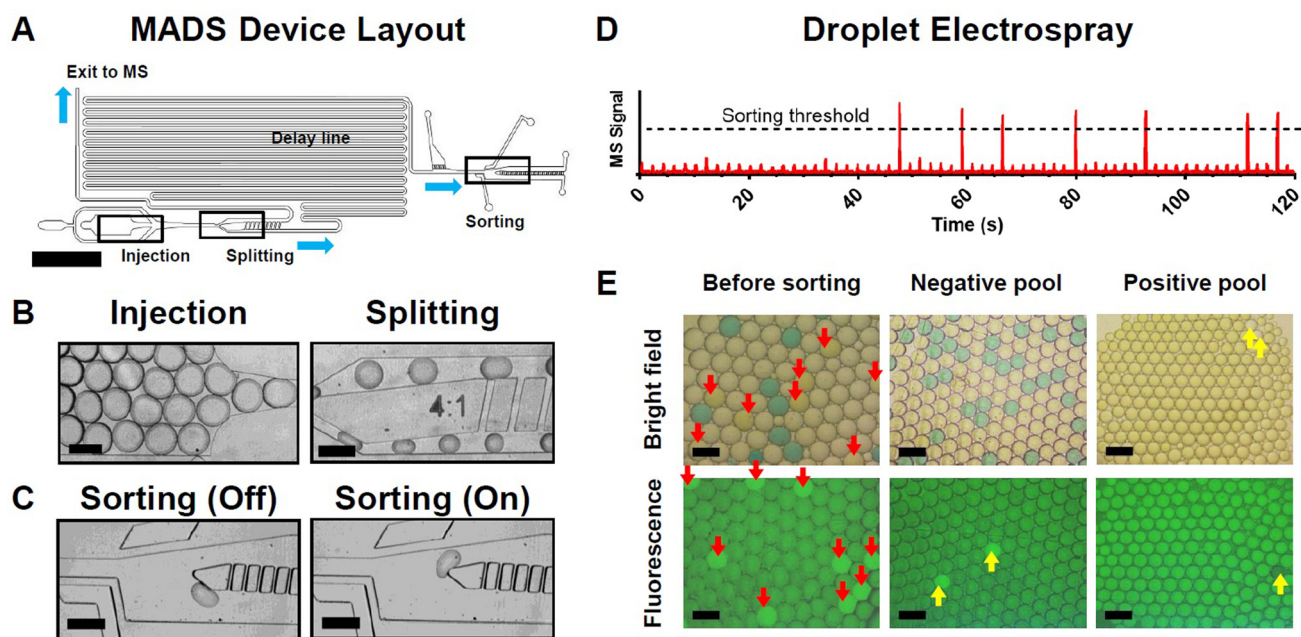 A
MADS Device Layout
Exit to MS
Delay line
Sorting
Injection
Splitting
B
Injection
Splitting
4:1
C
Sorting (Off)
Sorting (On)
D
Droplet Electrospray
MS Signal
Sorting threshold
0
20
40
60
80
100
120
Time (s)
E
Before sorting
Negative pool
Positive pool
Bright field
Fluorescence